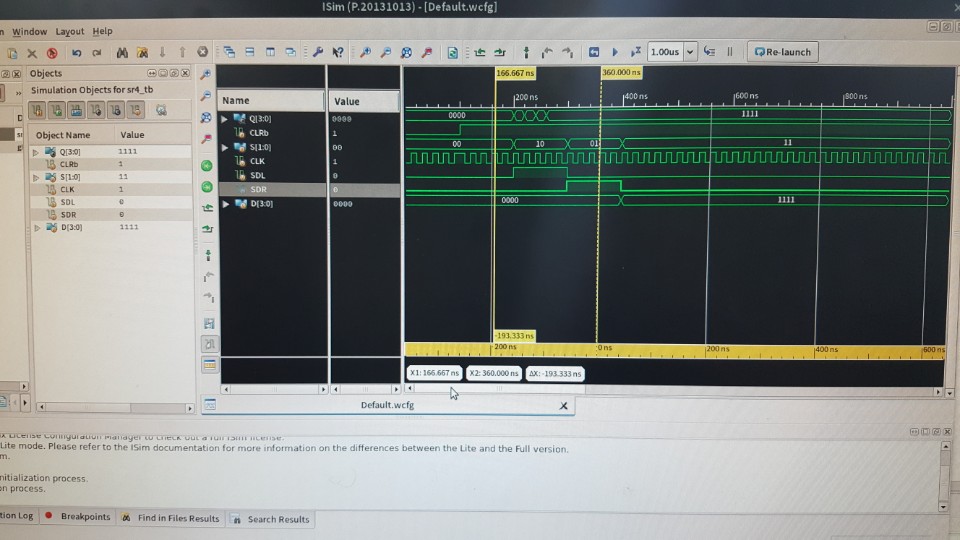 ISim (P.20131013) - [Default.wcfg]
Window Layout Help
1.00us
Re-launch
Objects
Simulation Objects for sr4_tb
Object Name Value
Q[3:0] 1111
CLRb 1
S[1:0] 11
CLK 1
SDL 0
SDR 0
D[3:0] 1111
Name Value
Q[3:0] 0000
CLRb 1
S[1:0] 00
CLK 1
SDL 0
SDR 0
D[3:0] 0000
166.667 ns 360.000 ns
200 ns 400 ns 600 ns 800 ns
0000 1111
00 10 01 11
0000 1111
-193.333 ns
-200 ns 0 ns 200 ns 400 ns 600 ns
X1: 166.667 ns X2: 360.000 ns ΔX: -193.333 ns
Default.wcfg X
License Configuration Manager to check out a full ISim license.
Lite mode. Please refer to the ISim documentation for more information on the differences between the Lite and the Full version.
m.
nitialization process.
on process.
tion Log Breakpoints Find in Files Results Search Results